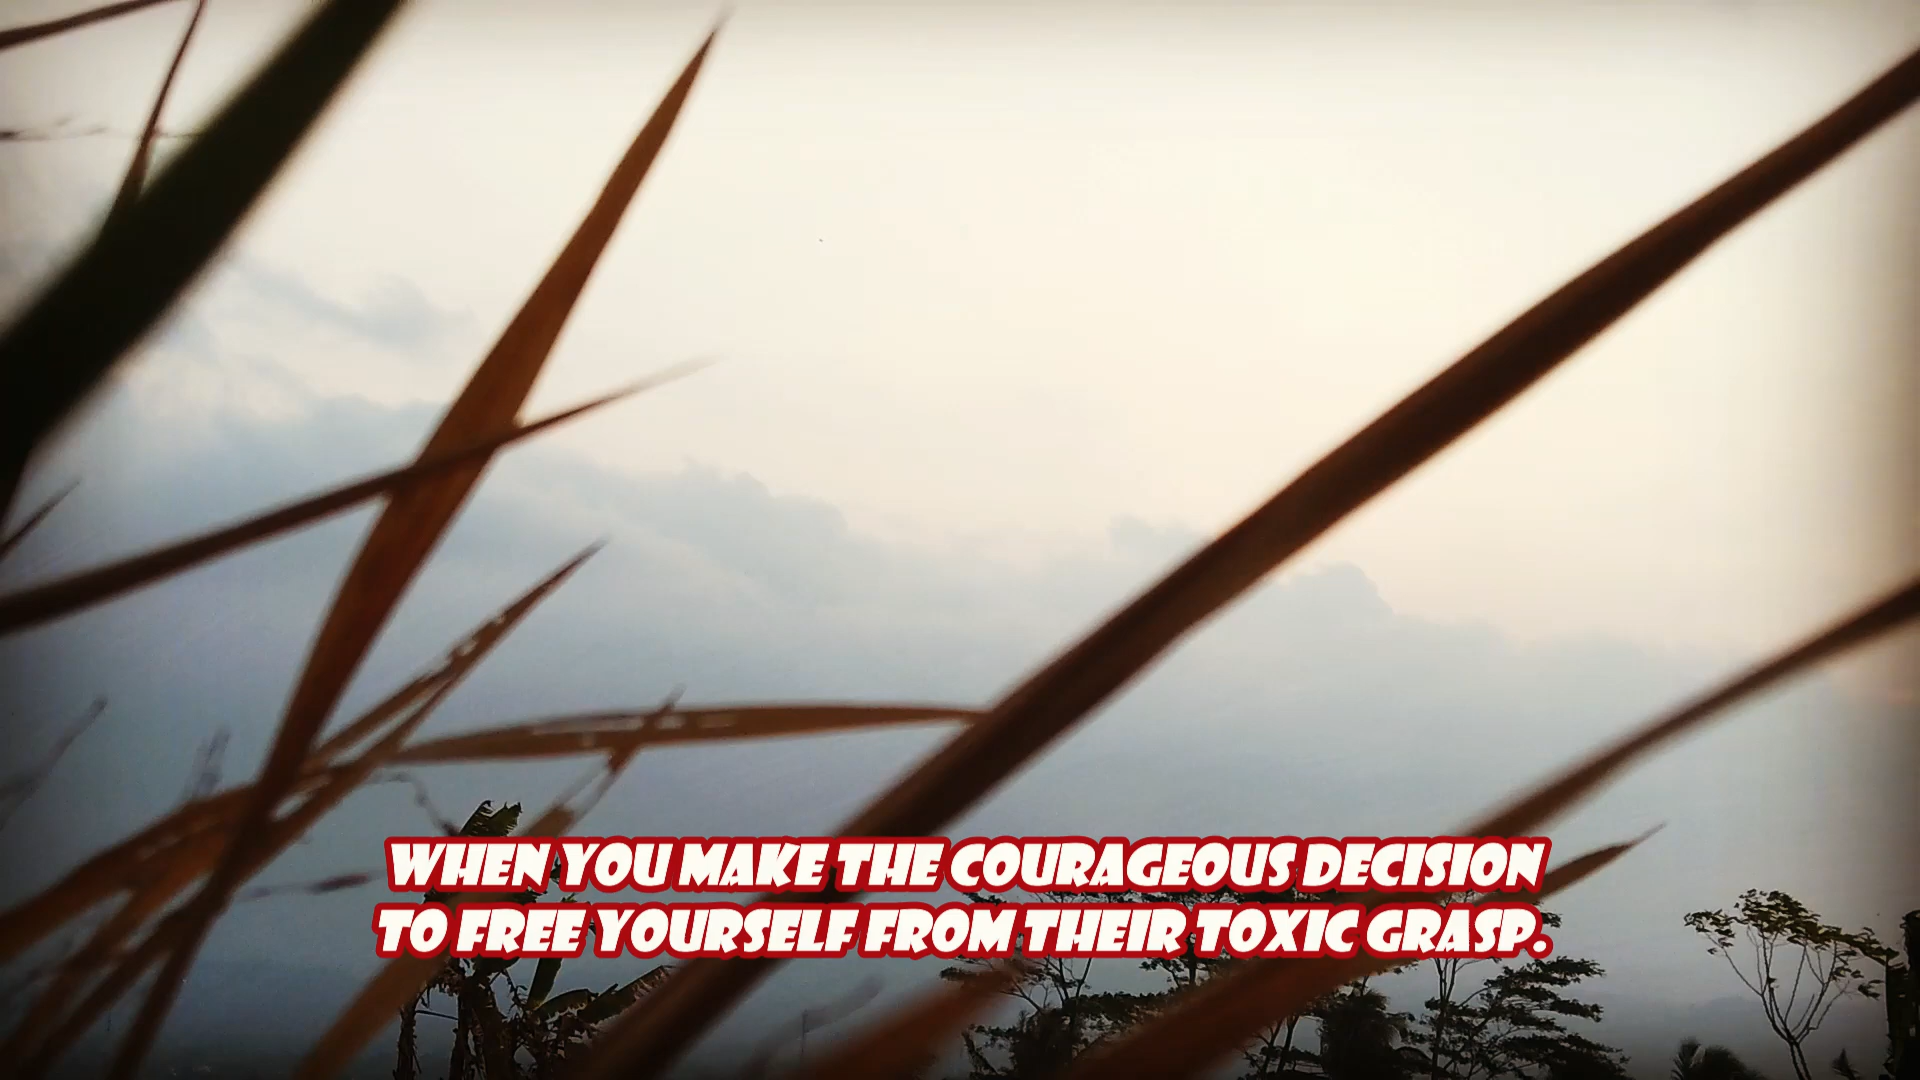 WHEN YOU MAKE THE COURAGEOUS DECISION
TO FREE YOURSELF FROM THEIR TOXIC GRASP.